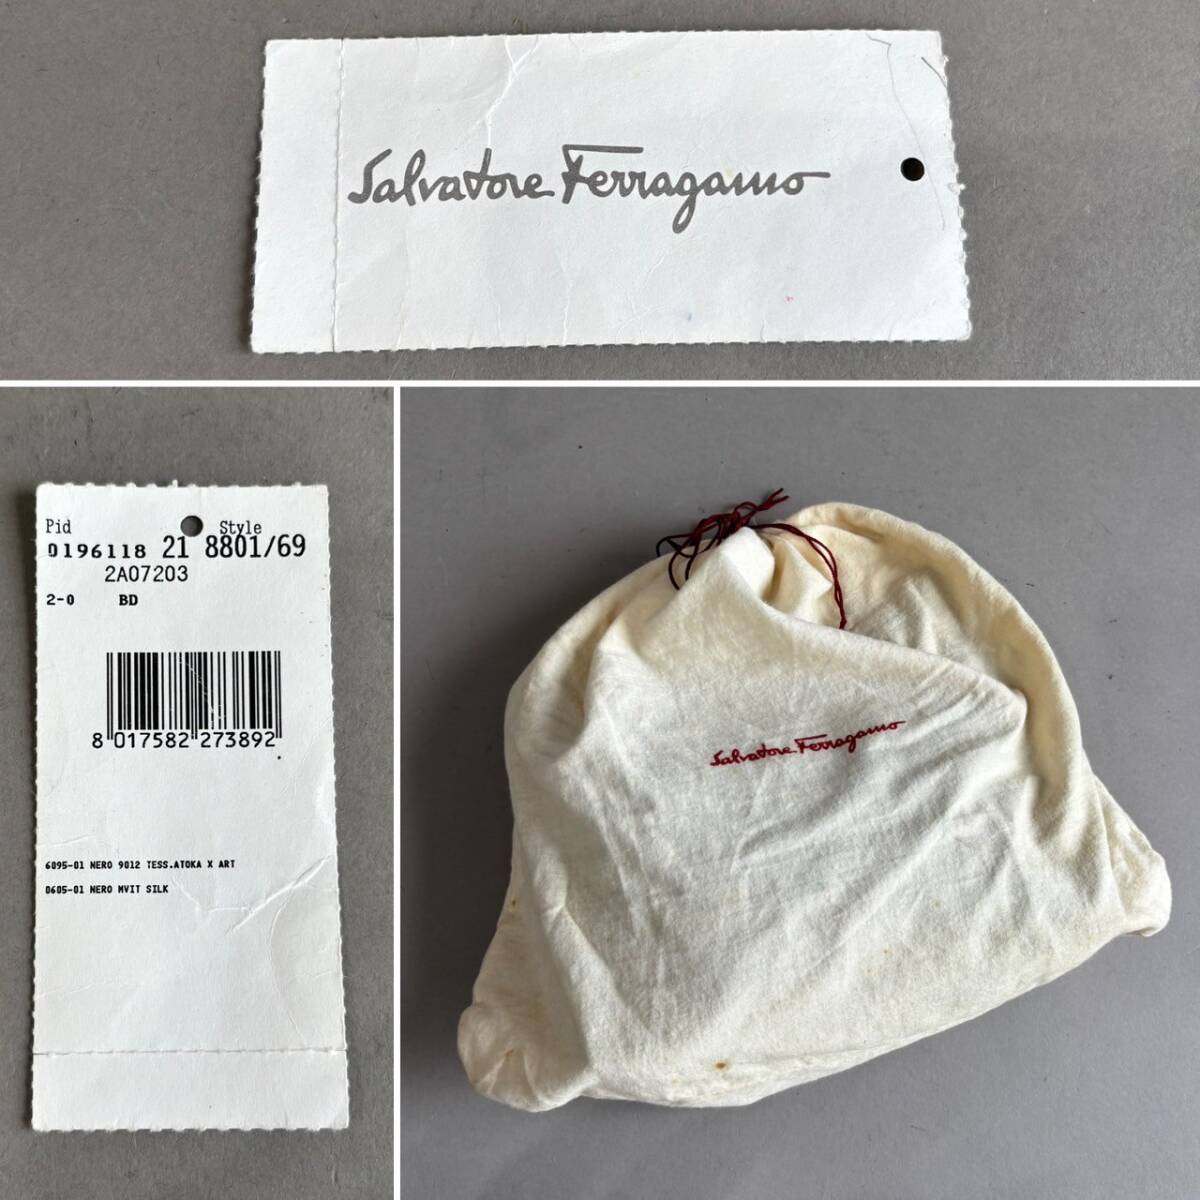 Salvatore Ferragamo
Pid Style
0196118 21 8801/69
2A07203
2-0 BD
8 017582 273892
6095-01 NERO 9012 TESS.ATOKA X ART
0605-01 NERO MVIT SILK
Salvatore Ferragamo